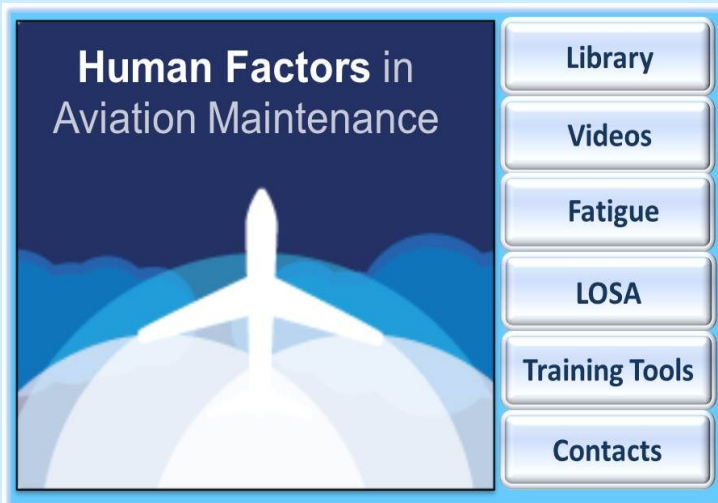 Human Factors in
Aviation Maintenance
Library
Videos
Fatigue
LOSA
Training Tools
Contacts